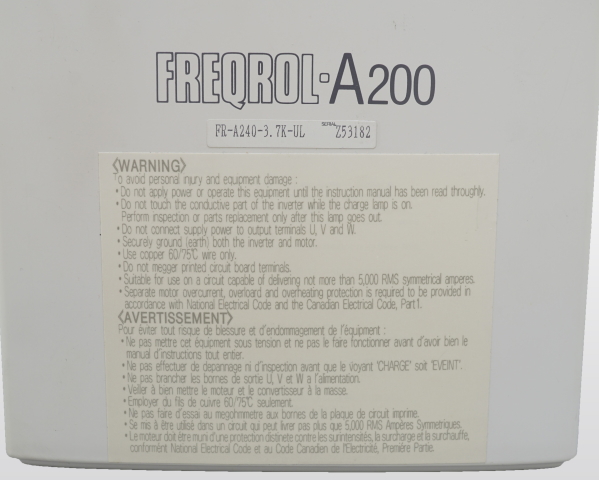 FREQROL-A200
FR-A240-3.7K-UL SERIAL Z53182
<WARNING>
To avoid personal injury and equipment damage :
• Do not apply power or operate this equipment until the instruction manual has been read throughly.
• Do not touch the conductive part of the inverter while the charge lamp is on.
Perform inspection or parts replacement only after this lamp goes out.
• Do not connect supply power to output terminals U, V and W.
• Securely ground (earth) both the inverter and motor.
• Use copper 60/75℃ wire only.
• Do not megger printed circuit board terminals.
• Suitable for use on a circuit capable of delivering not more than 5,000 RMS symmetrical amperes.
• Separate motor overcurrent, overload and overheating protection is required to be provided in
accordance with National Electrical Code and the Canadian Electrical Code, Part1.
<AVERTISSEMENT>
Pour éviter tout risque de blessure et d'endommagement de l'équipment :
• Ne pas mettre cet équipment sous tension et ne pas le faire fonctionner avant d'avoir bien le
manual d'instructions tout entier.
• Ne pas effectuer de depannage ni d'inspection avant que le voyant "CHARGE" soit "EVEINT".
• Ne pas brancher les bornes de sortie U, V et W a l'alimentation.
• Veiler à bien mettre le moteur et le convertisseur à la masse.
• Employer du fils de cuivre 60/75℃ seulement.
• Ne pas faire d'essai au megohmmetre aux bornes de la plaque de circuit imprime.
• Se mis à être utilisé dans un circuit qui peut livrer pas plus que 5,000 RMS Ampères Symmetriques.
• Le moteur doit être muni d'une protection distinete contre les surintensités, la surcharge et la surchauffe,
conformént National Electrical Code et au Code Canadien de l'Electricité, Première Partie.